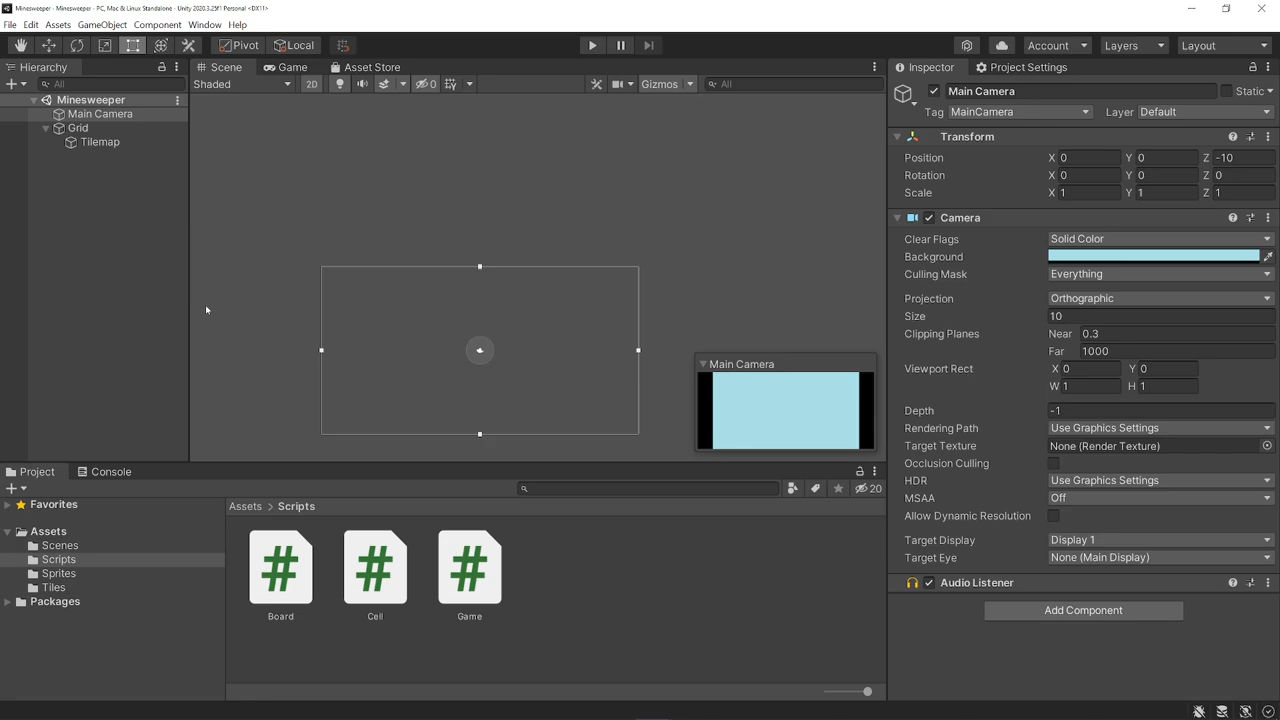 Minesweeper - Minesweeper - PC, Mac & Linux Standalone - Unity 2020.3.25f1 Personal <DX11>
File Edit Assets GameObject Component Window Help
Pivot Local Account Layers Layout
Hierarchy
All
Minesweeper
Main Camera
Grid
Tilemap
Scene Game Asset Store
Shaded 2D 0 Gizmos All
Main Camera
Inspector Project Settings
Main Camera Static
Tag MainCamera Layer Default
Transform
Position X 0 Y 0 Z -10
Rotation X 0 Y 0 Z 0
Scale X 1 Y 1 Z 1
Camera
Clear Flags Solid Color
Background
Culling Mask Everything
Projection Orthographic
Size 10
Clipping Planes Near 0.3
Far 1000
Viewport Rect X 0 Y 0
W 1 H 1
Depth -1
Rendering Path Use Graphics Settings
Target Texture None (Render Texture)
Occlusion Culling
HDR Use Graphics Settings
MSAA Off
Allow Dynamic Resolution
Target Display Display 1
Target Eye None (Main Display)
Audio Listener
Add Component
Project Console
20
Favorites
Assets
Scenes
Scripts
Sprites
Tiles
Packages
Assets > Scripts
# # #
Board Cell Game